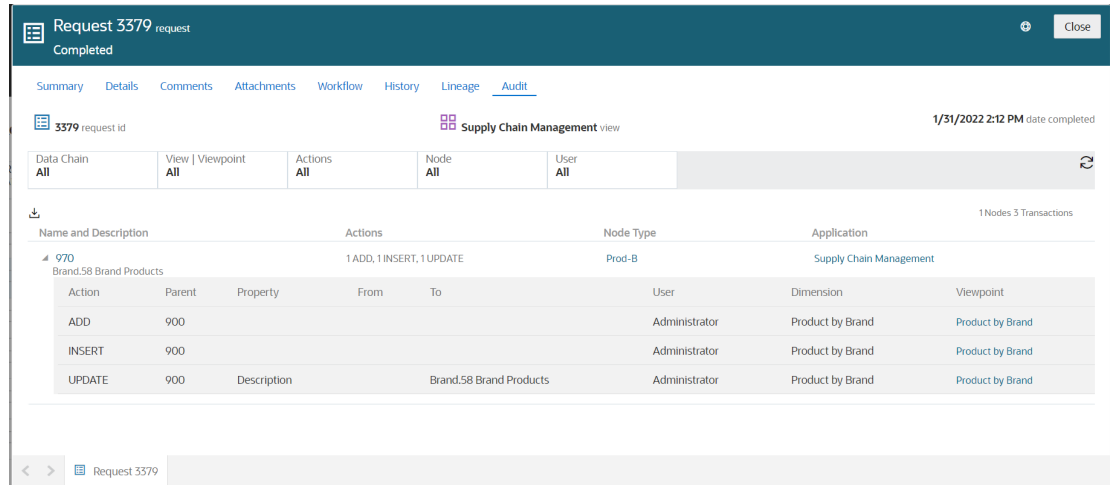 Request 3379 request
Completed
Close
Summary Details Comments Attachments Workflow History Lineage Audit
3379 request id Supply Chain Management view 1/31/2022 2:12 PM date completed
Data Chain View | Viewpoint Actions Node User
All All All All All
1 Nodes 3 Transactions
Name and Description Actions Node Type Application
970 1 ADD, 1 INSERT, 1 UPDATE Prod-B Supply Chain Management
Brand.58 Brand Products
Action Parent Property From To User Dimension Viewpoint
ADD 900 Administrator Product by Brand Product by Brand
INSERT 900 Administrator Product by Brand Product by Brand
UPDATE 900 Description Brand.58 Brand Products Administrator Product by Brand Product by Brand
Request 3379